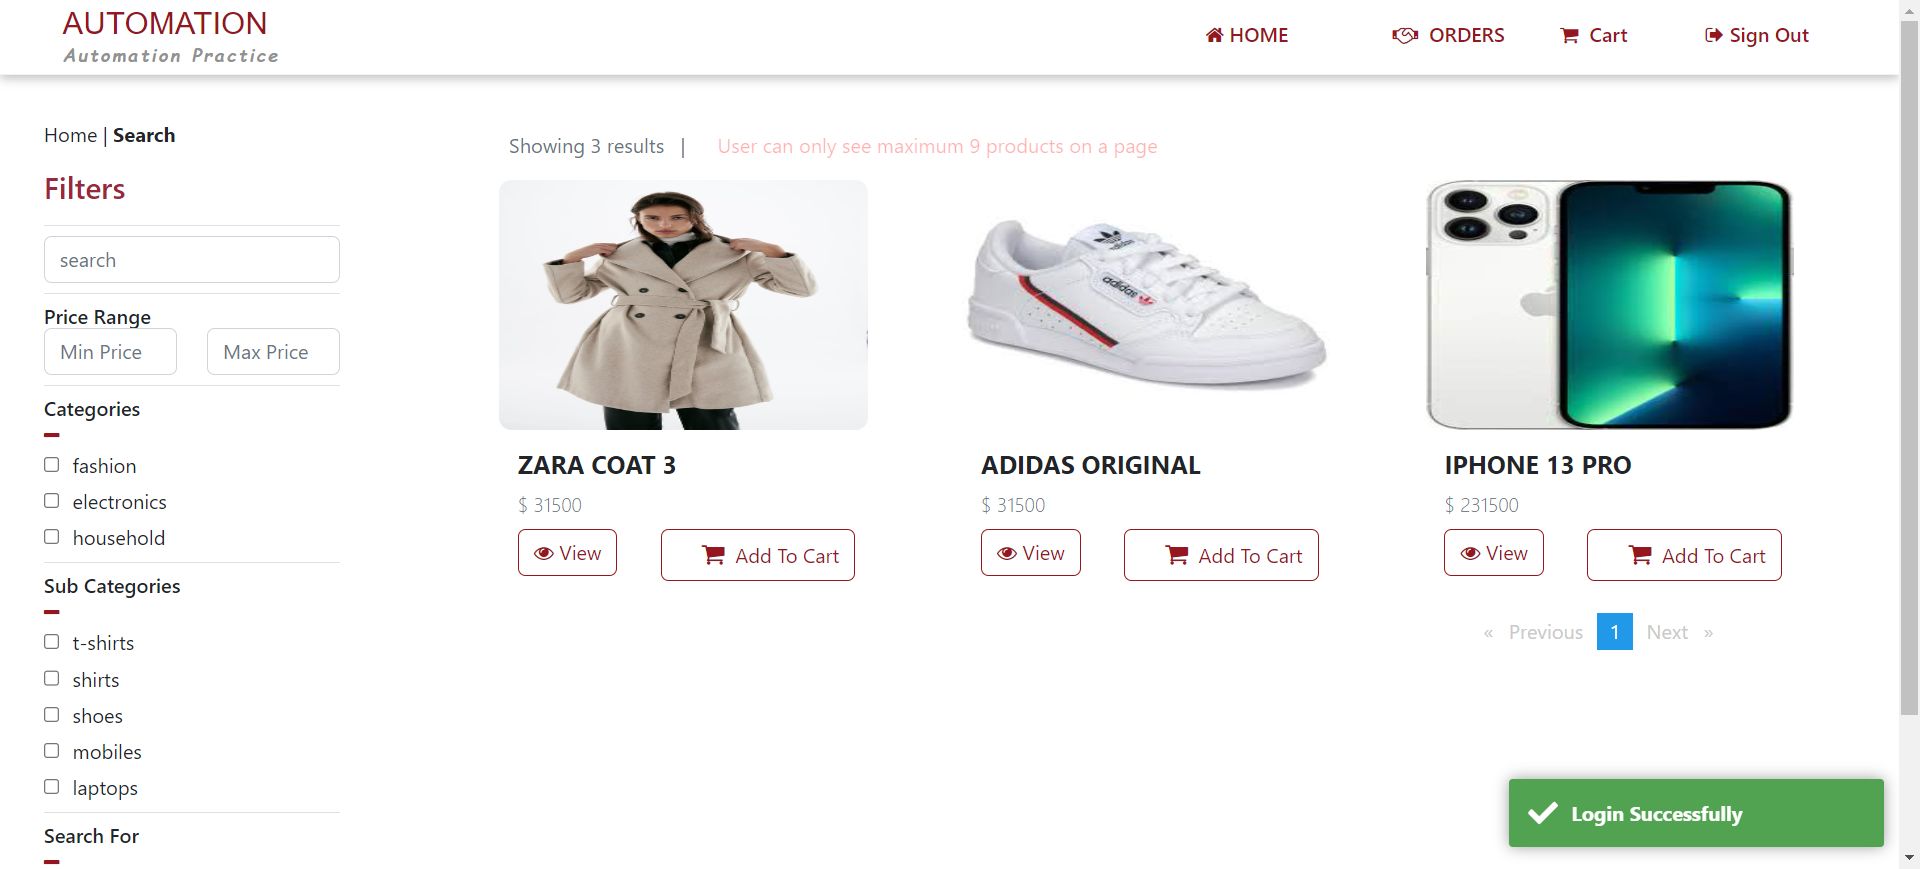 AUTOMATION
Automation Practice
HOME
ORDERS
Cart
Sign Out
Home | Search
Showing 3 results | User can only see maximum 9 products on a page
Filters
search
Price Range
Min Price
Max Price
Categories
fashion
electronics
household
Sub Categories
t-shirts
shirts
shoes
mobiles
laptops
Search For
adidas
adidas
ZARA COAT 3
$ 31500
View
Add To Cart
ADIDAS ORIGINAL
$ 31500
View
Add To Cart
IPHONE 13 PRO
$ 231500
View
Add To Cart
« Previous 1 Next »
Login Successfully